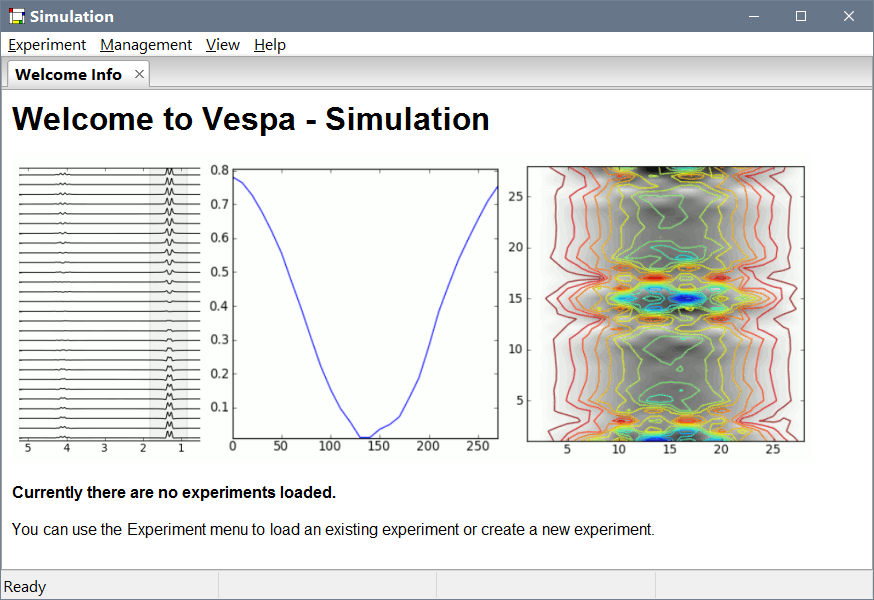 Simulation
Experiment Management View Help
Welcome Info
Welcome to Vespa - Simulation
0.8
0.7
0.6
0.5
0.4
0.3
0.2
0.1
5 4 3 2 1
0 50 100 150 200 250
25
20
15
10
5
5 10 15 20 25
Currently there are no experiments loaded.
You can use the Experiment menu to load an existing experiment or create a new experiment.
Ready